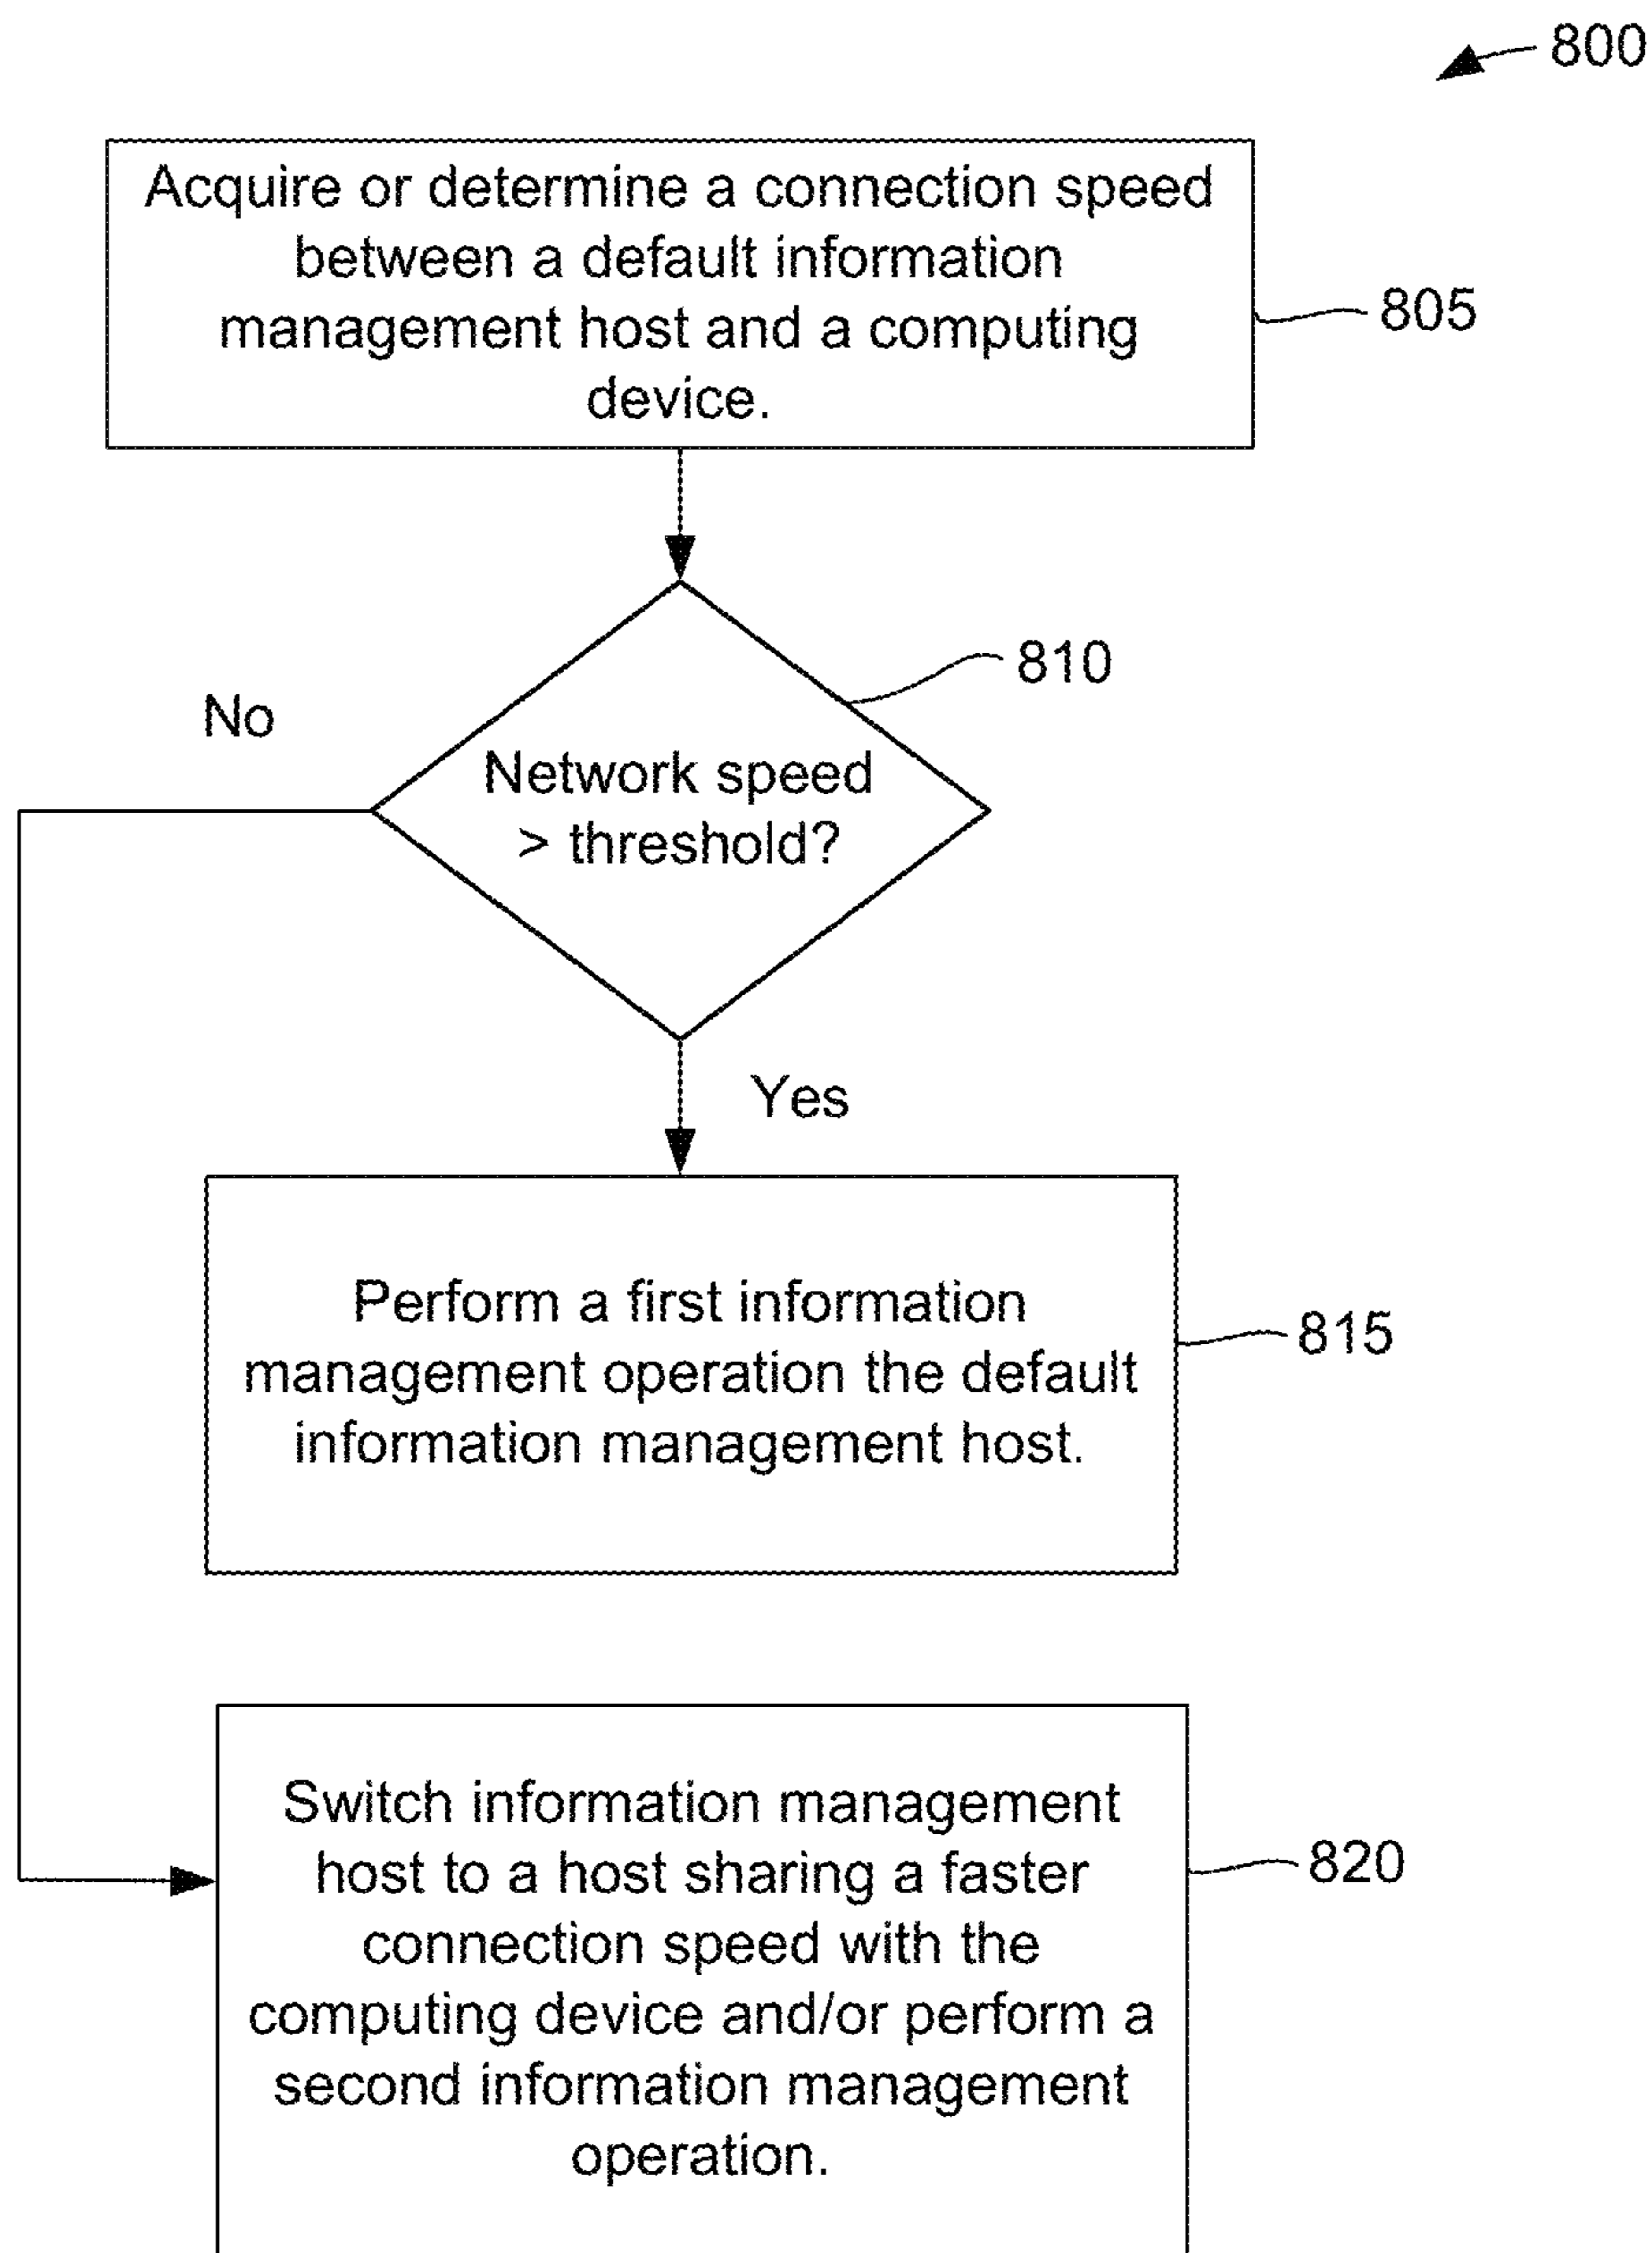 800
Acquire or determine a connection speed
between a default information
management host and a computing
device.
805
810
No
Network speed
> threshold?
Yes
Perform a first information
management operation the default
information management host.
815
Switch information management
host to a host sharing a faster
connection speed with the
computing device and/or perform a
second information management
operation.
820